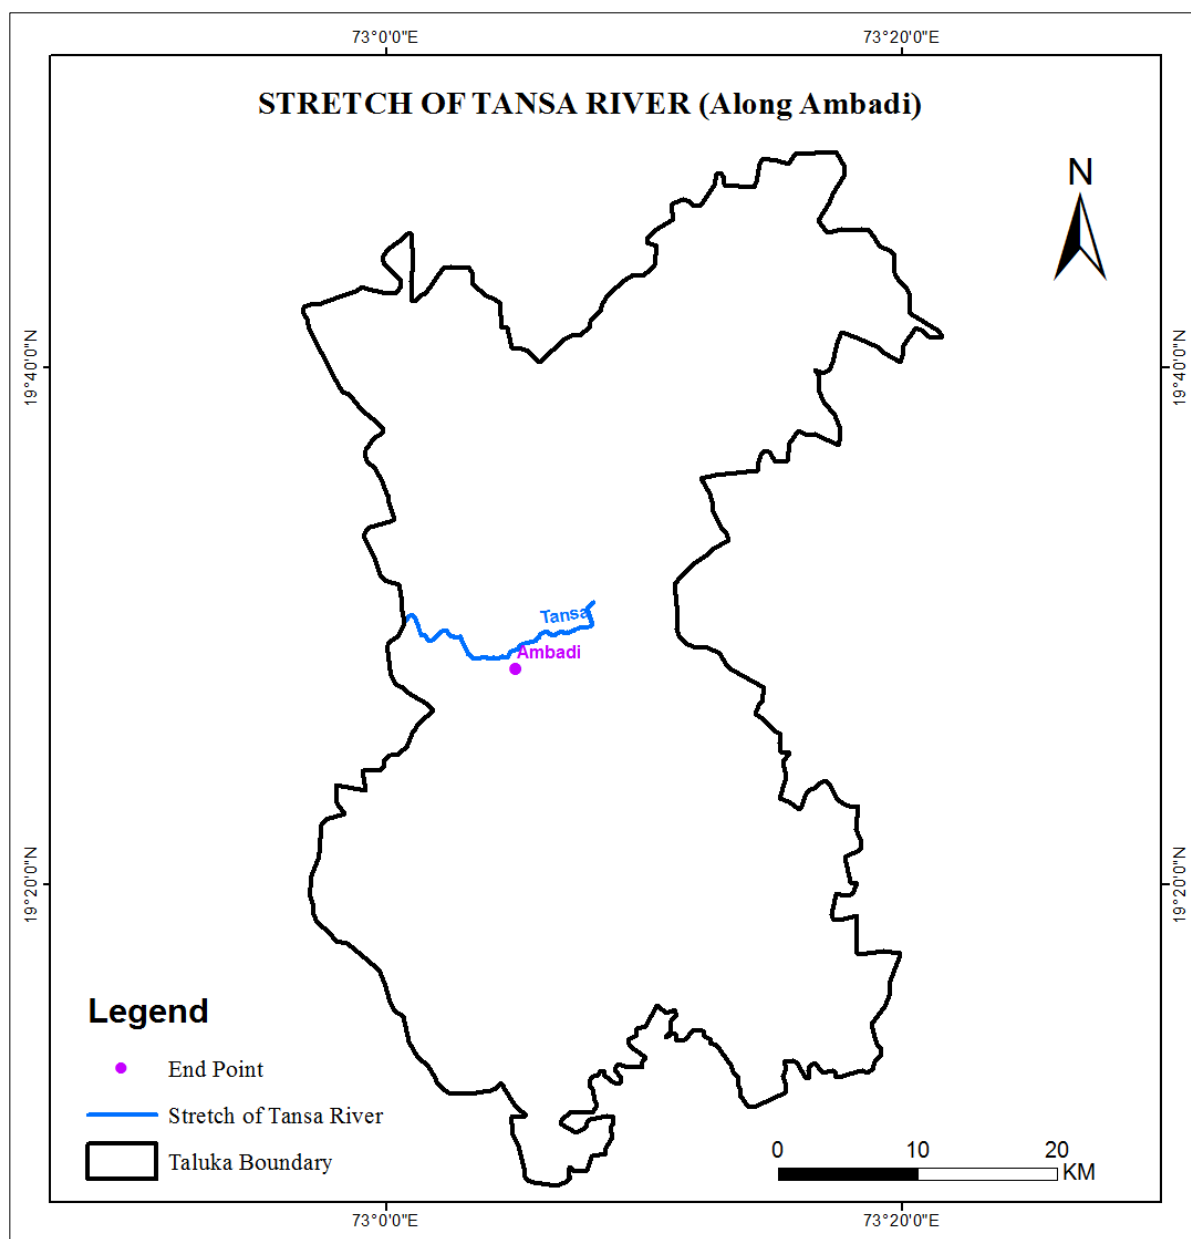 73°0'0"E
73°20'0"E
STRETCH OF TANSA RIVER (Along Ambadi)
N
19°40'0"N
19°40'0"N
Tansa
Ambadi
19°20'0"N
19°20'0"N
Legend
End Point
Stretch of Tansa River
Taluka Boundary
0 10 20
KM
73°0'0"E
73°20'0"E